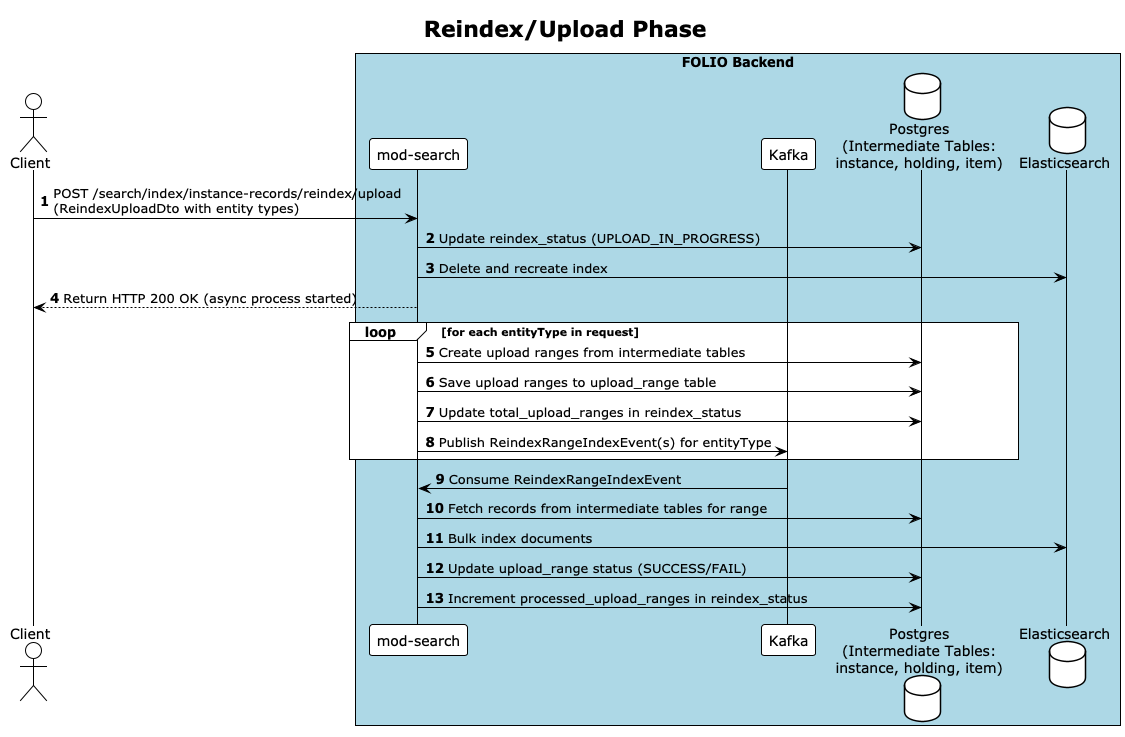 Reindex/Upload Phase
FOLIO Backend
Client
mod-search
Kafka
Postgres
(Intermediate Tables:
instance, holding, item)
Elasticsearch
1 POST /search/index/instance-records/reindex/upload
(ReindexUploadDto with entity types)
2 Update reindex_status (UPLOAD_IN_PROGRESS)
3 Delete and recreate index
4 Return HTTP 200 OK (async process started)
loop [for each entityType in request]
5 Create upload ranges from intermediate tables
6 Save upload ranges to upload_range table
7 Update total_upload_ranges in reindex_status
8 Publish ReindexRangeIndexEvent(s) for entityType
9 Consume ReindexRangeIndexEvent
10 Fetch records from intermediate tables for range
11 Bulk index documents
12 Update upload_range status (SUCCESS/FAIL)
13 Increment processed_upload_ranges in reindex_status
Client
mod-search
Kafka
Postgres
(Intermediate Tables:
instance, holding, item)
Elasticsearch